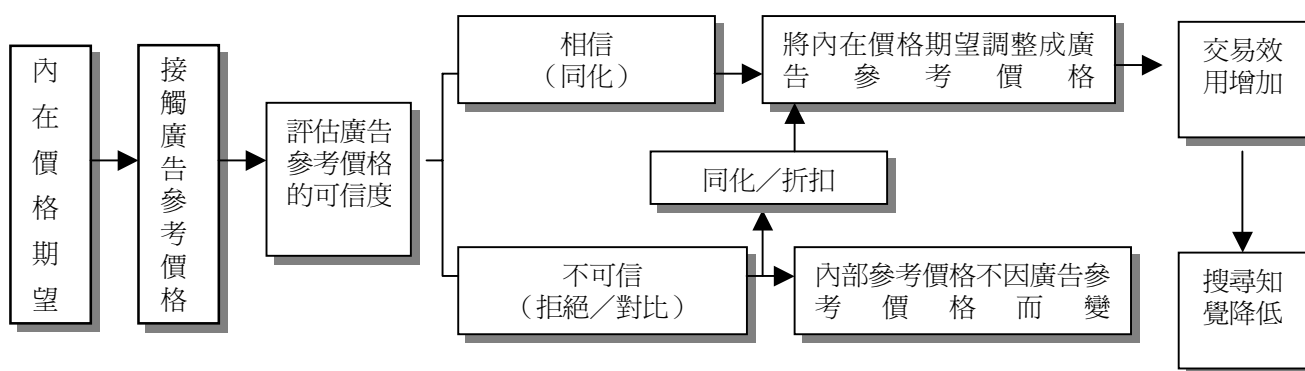 內在價格期望
接觸廣告參考價格
評估廣告
參考價格
的可信度
相信
（同化）
將內在價格期望調整成廣
告參考價格
交易效
用增加
同化／折扣
不可信
（拒絕／對比）
內部參考價格不因廣告參
考價格而變
搜尋知
覺降低